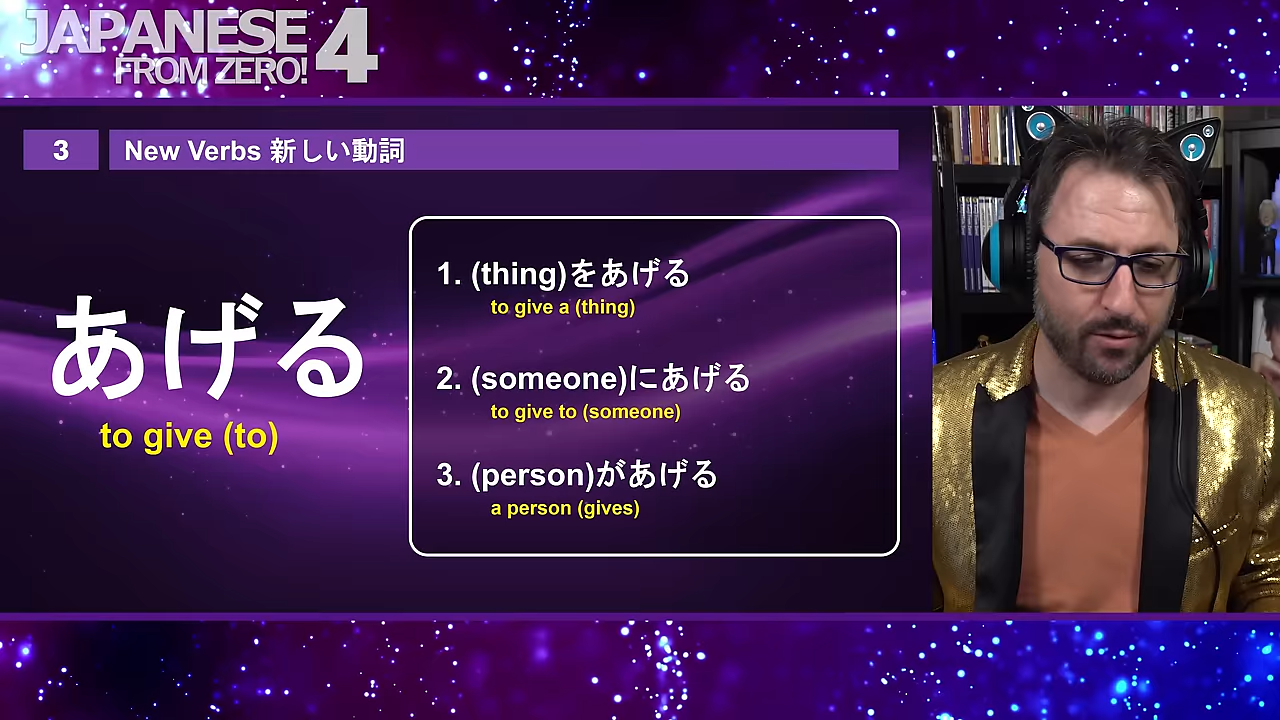 JAPANESE
FROM ZERO! 4
3
New Verbs 新しい動詞
あげる
to give (to)
1. (thing)をあげる
to give a (thing)
2. (someone)にあげる
to give to (someone)
3. (person)があげる
a person (gives)